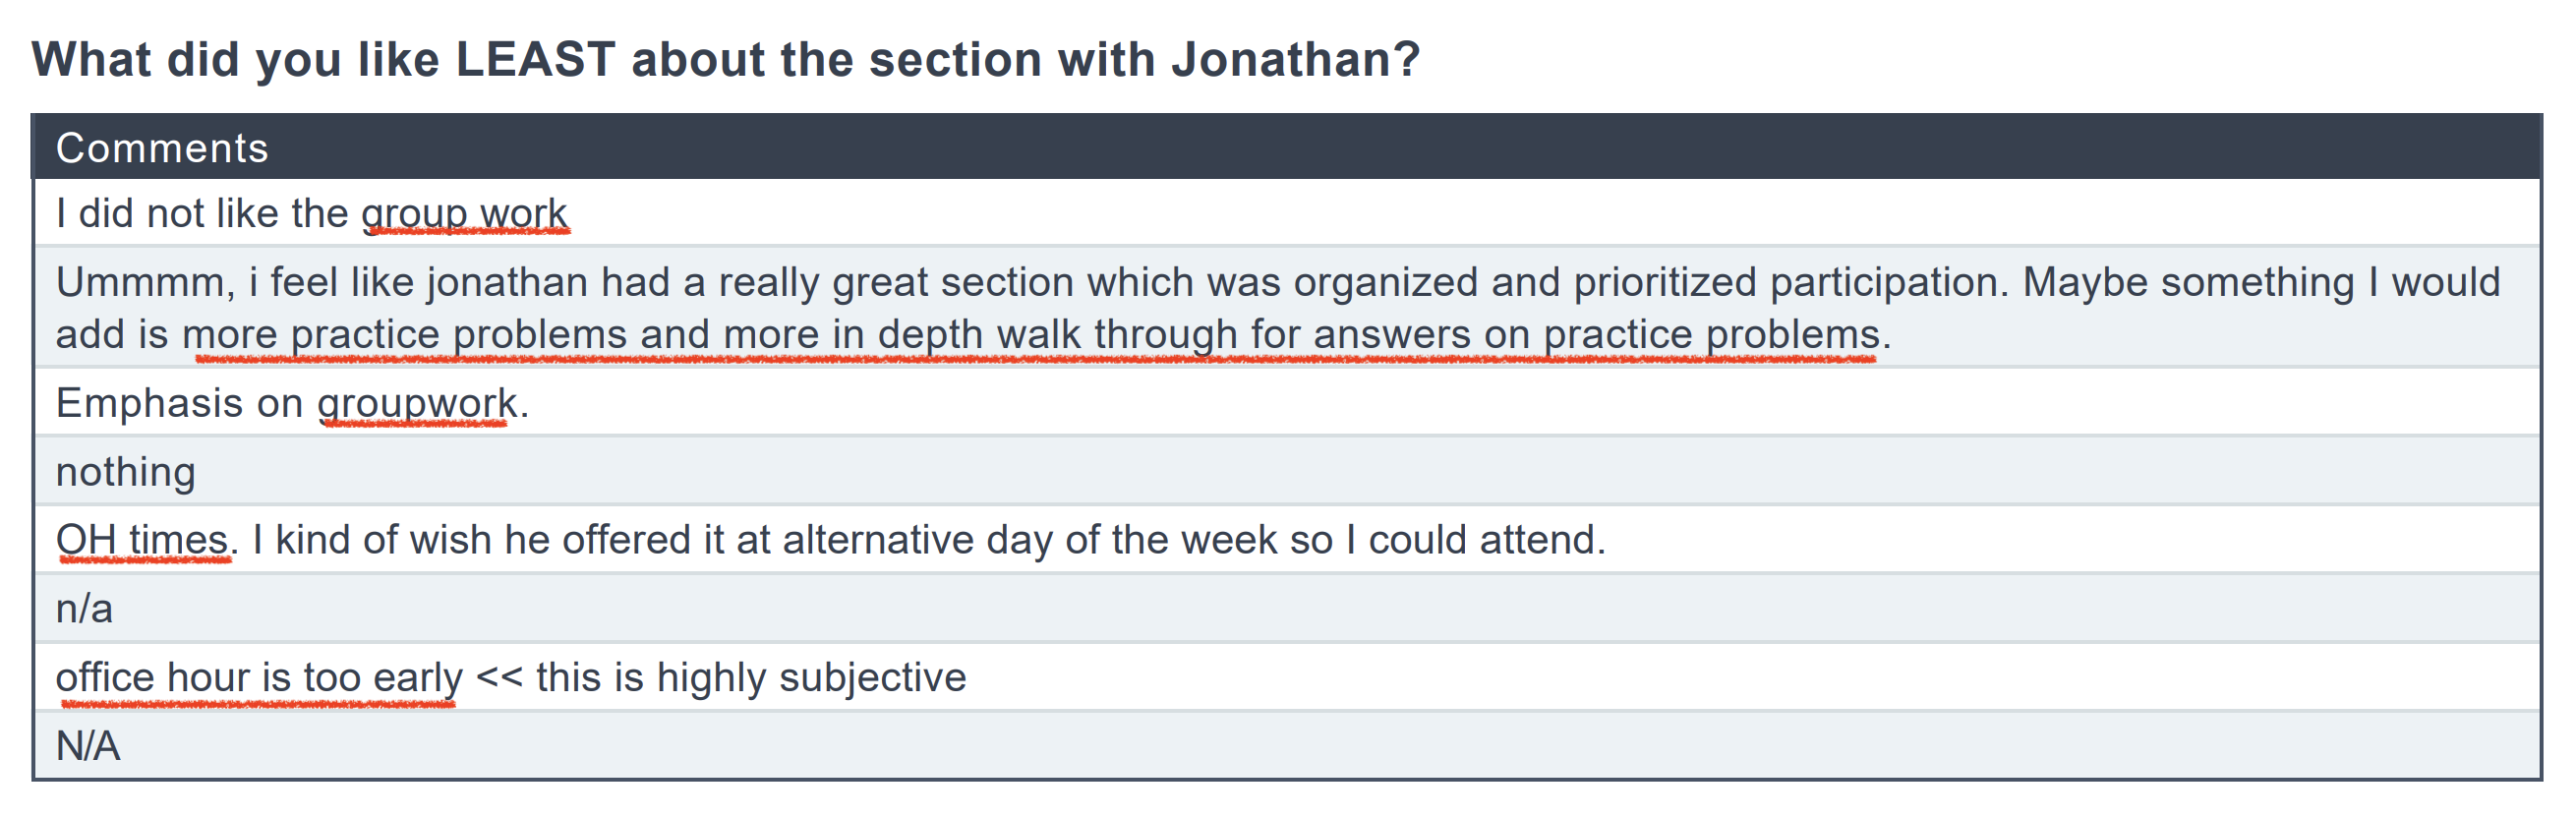 What did you like LEAST about the section with Jonathan?
Comments
I did not like the group work
Ummmm, i feel like jonathan had a really great section which was organized and prioritized participation. Maybe something I would
add is more practice problems and more in depth walk through for answers on practice problems.
Emphasis on groupwork.
nothing
OH times. I kind of wish he offered it at alternative day of the week so I could attend.
n/a
office hour is too early << this is highly subjective
N/A